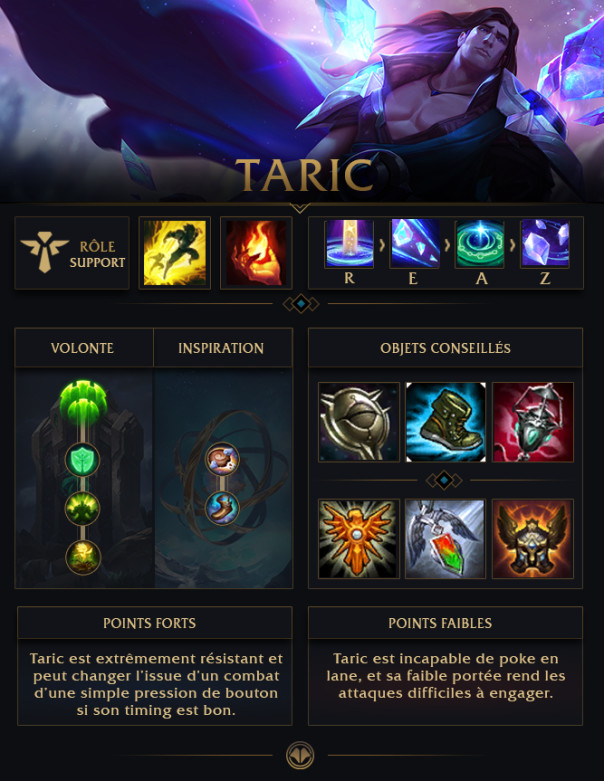 TARIC
RÔLE
SUPPORT
R E A Z
VOLONTE
INSPIRATION
OBJETS CONSEILLÉS
POINTS FORTS
Taric est extrêmement résistant et
peut changer l'issue d'un combat
d'une simple pression de bouton
si son timing est bon.
POINTS FAIBLES
Taric est incapable de poke en
lane, et sa faible portée rend les
attaques difficiles à engager.